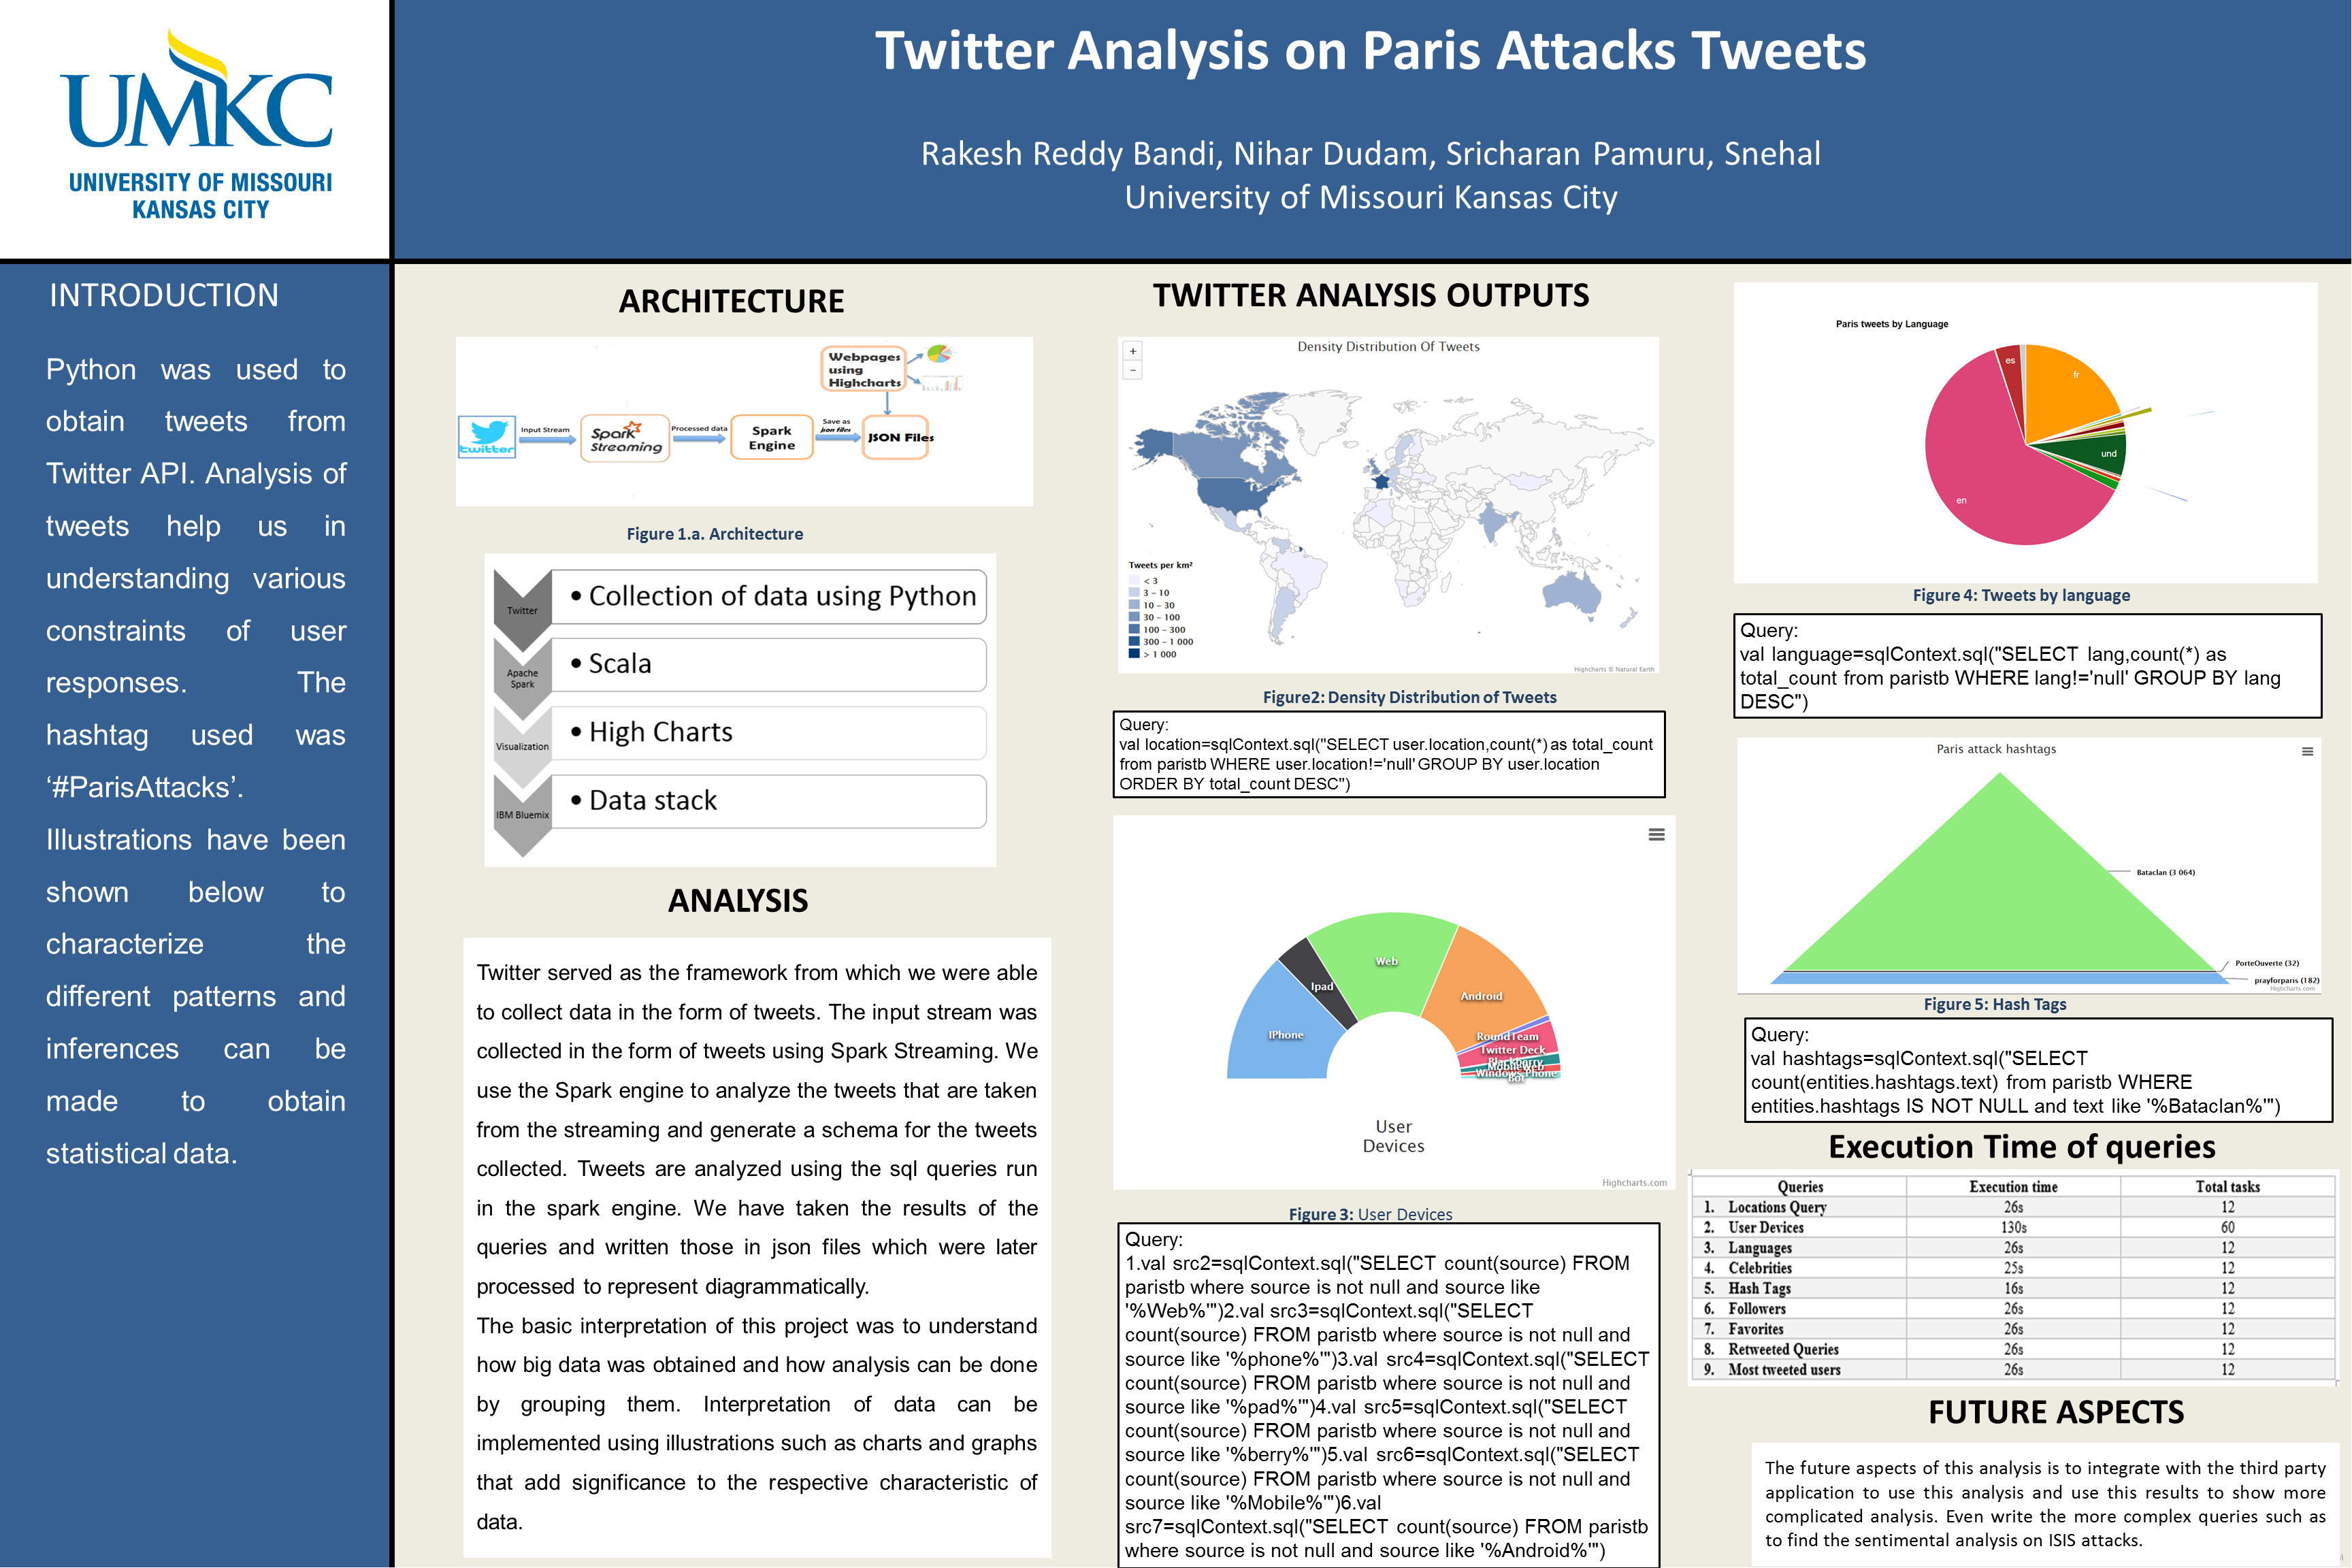 UMKC
UNIVERSITY OF MISSOURI
KANSAS CITY
Twitter Analysis on Paris Attacks Tweets
Rakesh Reddy Bandi, Nihar Dudam, Sricharan Pamuru, Snehal
University of Missouri Kansas City
INTRODUCTION
Python was used to
obtain tweets from
Twitter API. Analysis of
tweets help us in
understanding various
constraints of user
responses. The
hashtag used was
‘#ParisAttacks’.
Illustrations have been
shown below to
characterize the
different patterns and
inferences can be
made to obtain
statistical data.
ARCHITECTURE
Webpages
using
Highcharts
twitter
Input Stream
Spark
Streaming
Processed data
Spark
Engine
Save as
json files
JSON Files
Figure 1.a. Architecture
Twitter
• Collection of data using Python
Apache
Spark
• Scala
Visualization
• High Charts
IBM Bluemix
• Data stack
ANALYSIS
Twitter served as the framework from which we were able
to collect data in the form of tweets. The input stream was
collected in the form of tweets using Spark Streaming. We
use the Spark engine to analyze the tweets that are taken
from the streaming and generate a schema for the tweets
collected. Tweets are analyzed using the sql queries run
in the spark engine. We have taken the results of the
queries and written those in json files which were later
processed to represent diagrammatically.
The basic interpretation of this project was to understand
how big data was obtained and how analysis can be done
by grouping them. Interpretation of data can be
implemented using illustrations such as charts and graphs
that add significance to the respective characteristic of
data.
TWITTER ANALYSIS OUTPUTS
Density Distribution Of Tweets
+
−
Tweets per km²
< 3
3 – 10
10 – 30
30 – 100
100 – 300
300 – 1 000
> 1 000
Highcharts © Natural Earth
Figure2: Density Distribution of Tweets
Query:
val location=sqlContext.sql("SELECT user.location,count(*) as total_count
from paristb WHERE user.location!='null' GROUP BY user.location
ORDER BY total_count DESC")
IPhone
Ipad
Web
Android
RoundTeam
Twitter Deck
Blackberry
Mobile Web
Windows Phone
Bot
User
Devices
Highcharts.com
Figure 3: User Devices
Query:
1.val src2=sqlContext.sql("SELECT count(source) FROM
paristb where source is not null and source like
'%Web%'")2.val src3=sqlContext.sql("SELECT
count(source) FROM paristb where source is not null and
source like '%phone%'")3.val src4=sqlContext.sql("SELECT
count(source) FROM paristb where source is not null and
source like '%pad%'")4.val src5=sqlContext.sql("SELECT
count(source) FROM paristb where source is not null and
source like '%berry%'")5.val src6=sqlContext.sql("SELECT
count(source) FROM paristb where source is not null and
source like '%Mobile%'")6.val
src7=sqlContext.sql("SELECT count(source) FROM paristb
where source is not null and source like '%Android%'")
Paris tweets by Language
es
fr
und
en
Figure 4: Tweets by language
Query:
val language=sqlContext.sql("SELECT lang,count(*) as
total_count from paristb WHERE lang!='null' GROUP BY lang
DESC")
Paris attack hashtags
Bataclan (3 064)
PorteOuverte (32)
prayforparis (182)
Highcharts.com
Figure 5: Hash Tags
Query:
val hashtags=sqlContext.sql("SELECT
count(entities.hashtags.text) from paristb WHERE
entities.hashtags IS NOT NULL and text like '%Bataclan%'")
Execution Time of queries
Queries Execution time Total tasks
1. Locations Query 26s 12
2. User Devices 130s 60
3. Languages 26s 12
4. Celebrities 25s 12
5. Hash Tags 16s 12
6. Followers 26s 12
7. Favorites 26s 12
8. Retweeted Queries 26s 12
9. Most tweeted users 26s 12
FUTURE ASPECTS
The future aspects of this analysis is to integrate with the third party
application to use this analysis and use this results to show more
complicated analysis. Even write the more complex queries such as
to find the sentimental analysis on ISIS attacks.